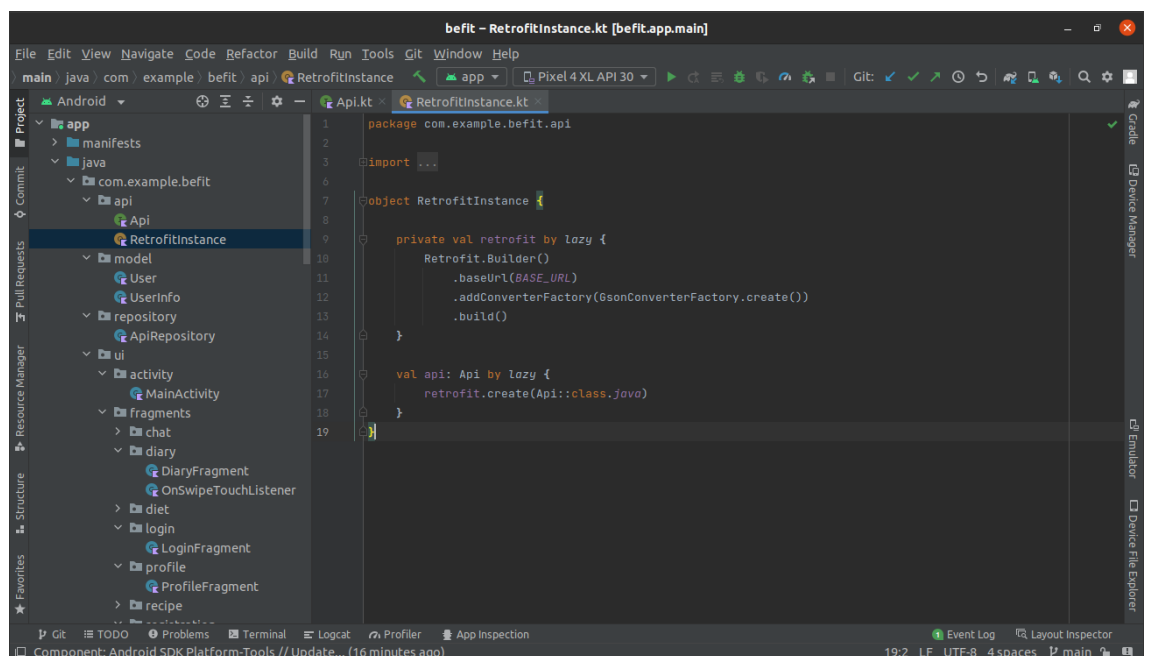 befit – RetrofitInstance.kt [befit.app.main]
File Edit View Navigate Code Refactor Build Run Tools Git Window Help
main java com example befit api RetrofitInstance app Pixel 4 XL API 30 Git:
Project
Commit
Pull Requests
Resource Manager
Structure
Favorites
Android
app
manifests
java
com.example.befit
api
Api
RetrofitInstance
model
User
UserInfo
repository
ApiRepository
ui
activity
MainActivity
fragments
chat
diary
DiaryFragment
OnSwipeTouchListener
diet
login
LoginFragment
profile
ProfileFragment
recipe
registration
Api.kt RetrofitInstance.kt
1 package com.example.befit.api
2
3 import ...
6
7 object RetrofitInstance {
8
9 private val retrofit by lazy {
10 Retrofit.Builder()
11 .baseUrl(BASE_URL)
12 .addConverterFactory(GsonConverterFactory.create())
13 .build()
14 }
15
16 val api: Api by lazy {
17 retrofit.create(Api::class.java)
18 }
19 }
Gradle
Device Manager
Emulator
Device File Explorer
Git TODO Problems Terminal Logcat Profiler App Inspection 1 Event Log Layout Inspector
Component: Android SDK Platform-Tools // Update... (16 minutes ago) 19:2 LF UTF-8 4 spaces main